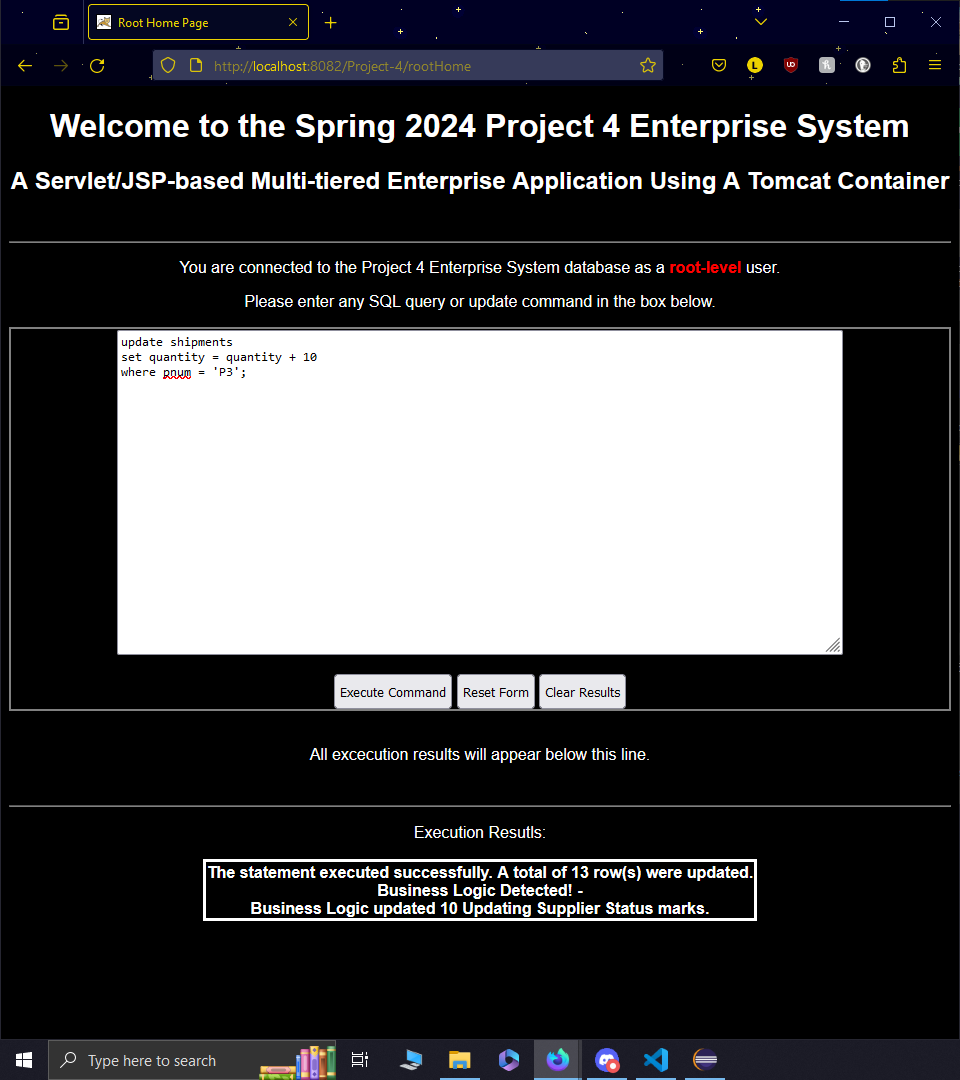 Root Home Page
http://localhost:8082/Project-4/rootHome
L
UD
Welcome to the Spring 2024 Project 4 Enterprise System
A Servlet/JSP-based Multi-tiered Enterprise Application Using A Tomcat Container
You are connected to the Project 4 Enterprise System database as a root-level user.
Please enter any SQL query or update command in the box below.
update shipments
set quantity = quantity + 10
where pnum = 'P3';
Execute Command Reset Form Clear Results
All excecution results will appear below this line.
Execution Resutls:
The statement executed successfully. A total of 13 row(s) were updated.
Business Logic Detected! -
Business Logic updated 10 Updating Supplier Status marks.
Type here to search